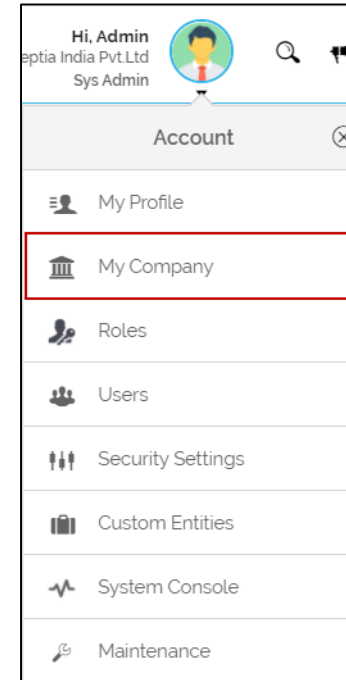 Hi, Admin
eptia India Pvt.Ltd
Sys Admin
Account
My Profile
My Company
Roles
Users
Security Settings
Custom Entities
System Console
Maintenance